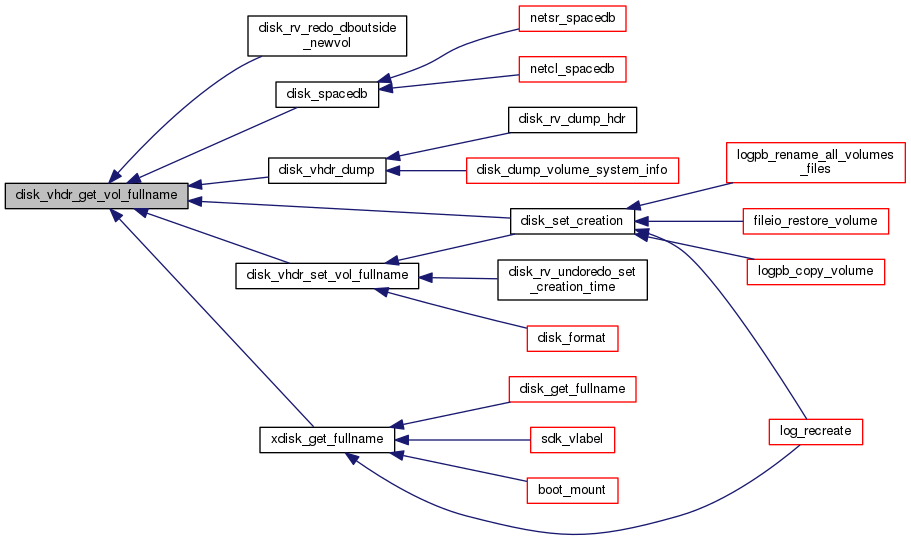 disk_vhdr_get_vol_fullname
disk_rv_redo_dboutside
_newvol
disk_spacedb
netsr_spacedb
netcl_spacedb
disk_vhdr_dump
disk_rv_dump_hdr
disk_dump_volume_system_info
disk_set_creation
logpb_rename_all_volumes
_files
fileio_restore_volume
logpb_copy_volume
disk_vhdr_set_vol_fullname
disk_rv_undoredo_set
_creation_time
disk_format
xdisk_get_fullname
disk_get_fullname
sdk_vlabel
boot_mount
log_recreate